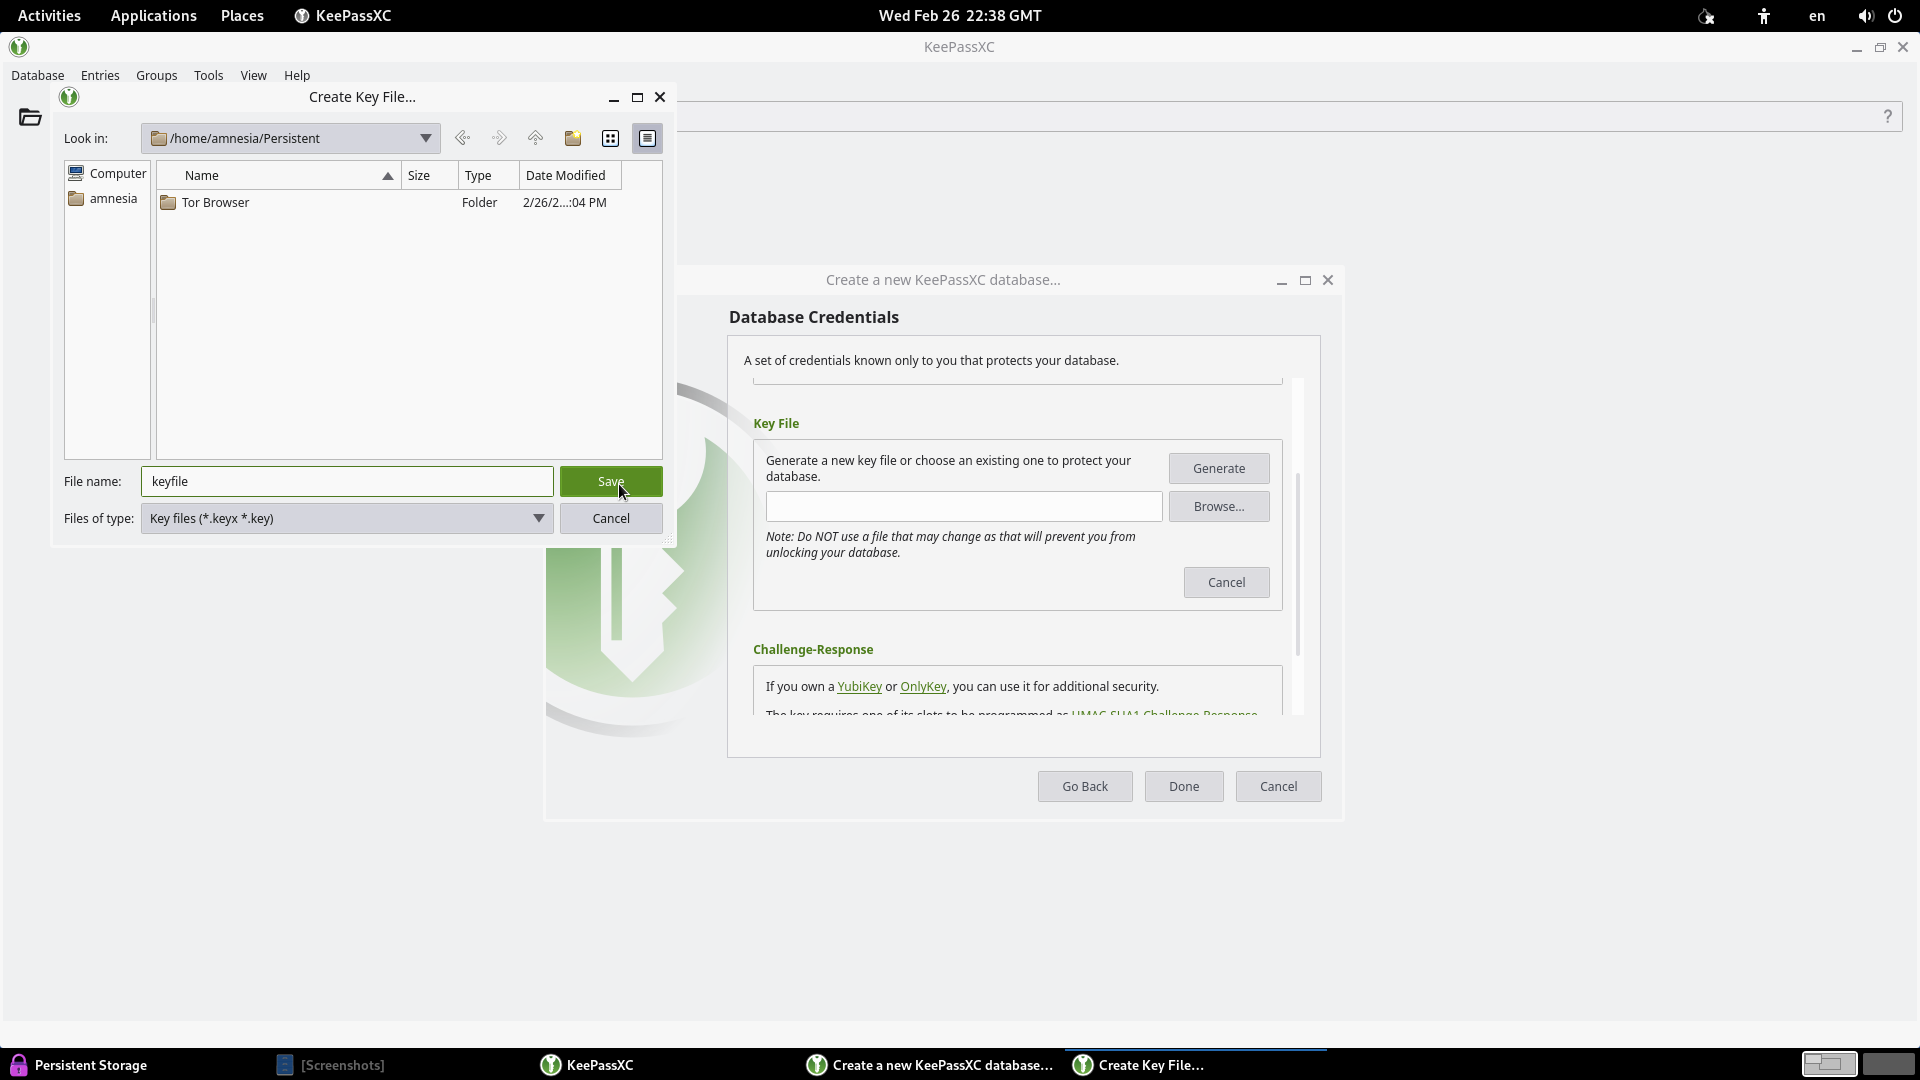 Activities Applications Places KeePassXC Wed Feb 26 22:38 GMT en
KeePassXC
Database Entries Groups Tools View Help
Create Key File...
?
Look in: /home/amnesia/Persistent
Computer
amnesia
Name Size Type Date Modified
Tor Browser Folder 2/26/2...:04 PM
File name: keyfile Save
Files of type: Key files (*.keyx *.key) Cancel
Create a new KeePassXC database...
Database Credentials
A set of credentials known only to you that protects your database.
Key File
Generate a new key file or choose an existing one to protect your
database.
Generate
Browse...
Note: Do NOT use a file that may change as that will prevent you from
unlocking your database.
Cancel
Challenge-Response
If you own a YubiKey or OnlyKey, you can use it for additional security.
The key requires one of its slots to be programmed as HMAC-SHA1 Challenge-Response.
Go Back Done Cancel
Persistent Storage [Screenshots] KeePassXC Create a new KeePassXC database... Create Key File...